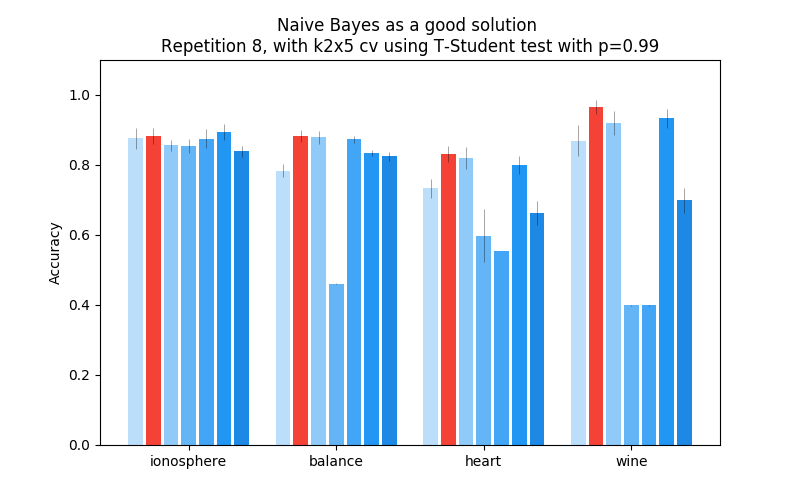 Naive Bayes as a good solution
Repetition 8, with k2x5 cv using T-Student test with p=0.99
1.0
0.8
0.6
0.4
0.2
0.0
Accuracy
ionosphere
balance
heart
wine